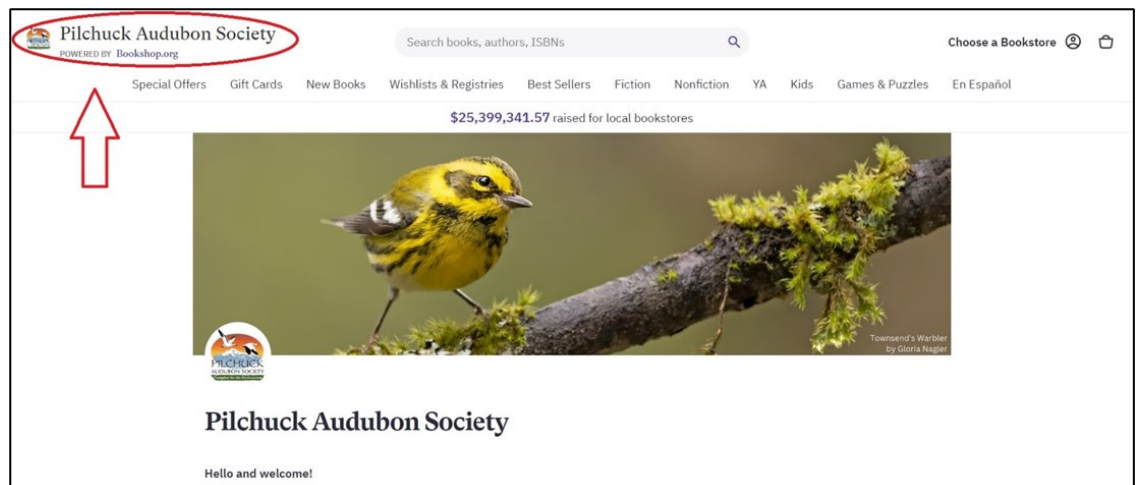 Pilchuck Audubon Society
POWERED BY Bookshop.org
Search books, authors, ISBNs
Choose a Bookstore
Special Offers Gift Cards New Books Wishlists & Registries Best Sellers Fiction Nonfiction YA Kids Games & Puzzles En Español
$25,399,341.57 raised for local bookstores
Townsend's Warbler
by Gloria Nagler
PILCHUCK
AUDUBON SOCIETY
Pilchuck Audubon Society
Hello and welcome!